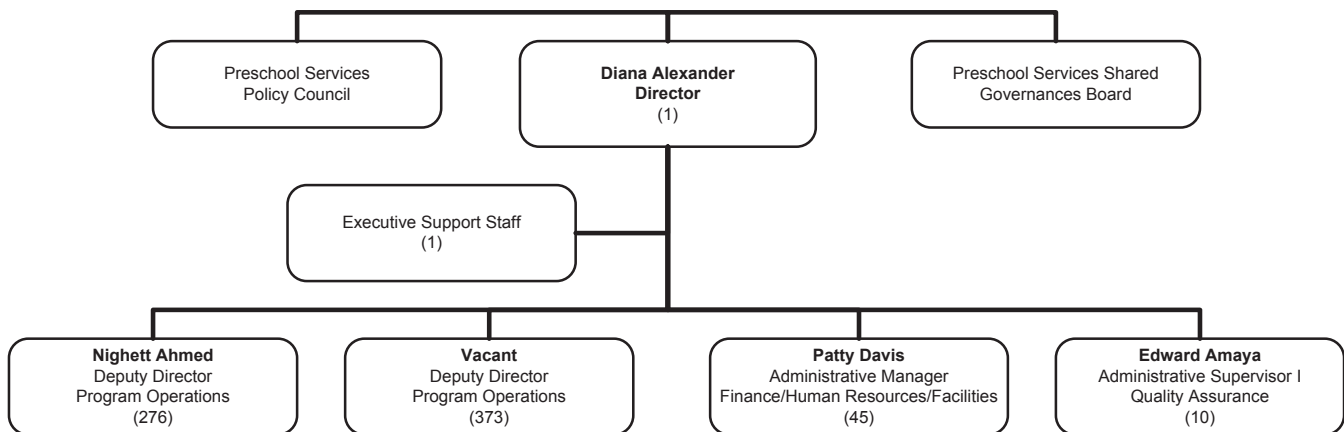 Preschool Services
Policy Council
Diana Alexander
Director
(1)
Preschool Services Shared
Governances Board
Executive Support Staff
(1)
Nighett Ahmed
Deputy Director
Program Operations
(276)
Vacant
Deputy Director
Program Operations
(373)
Patty Davis
Administrative Manager
Finance/Human Resources/Facilities
(45)
Edward Amaya
Administrative Supervisor I
Quality Assurance
(10)